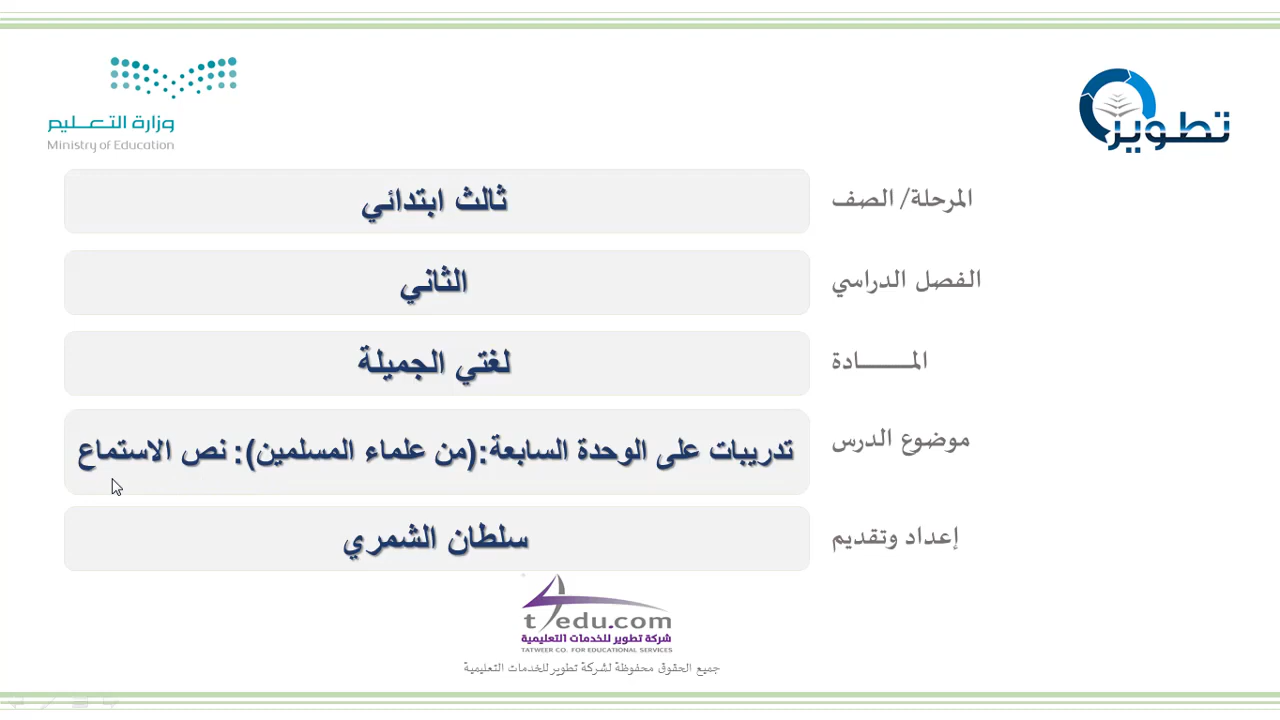 وزارة التعليم
Ministry of Education
تطوير
المرحلة/ الصف
ثالث ابتدائي
الفصل الدراسي
الثاني
المــــــــادة
لغتي الجميلة
موضوع الدرس
تدريبات على الوحدة السابعة:(من علماء المسلمين): نص الاستماع
إعداد وتقديم
سلطان الشمري
t4edu.com
شركة تطوير للخدمات التعليمية
TATWEER CO. FOR EDUCATIONAL SERVICES
جميع الحقوق محفوظة لشركة تطوير للخدمات التعليمية